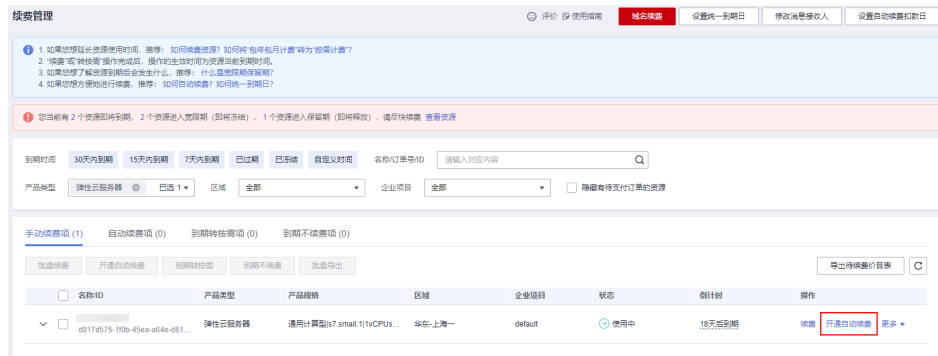 续费管理 评价 使用指南 域名续费 设置统一到期日 修改消息接收人 设置自动续费扣款日
1. 如果您想延长资源使用时间，推荐： 如何续费资源? 如何将“包年包月计费”转为“按需计费”?
2. “续费”或“转按需”操作完成后，操作的生效时间为资源当前到期时间。
3. 如果您想了解资源到期后会发生什么，推荐： 什么是宽限期保留期?
4. 如果您想方便地进行续费，推荐： 如何自动续费? 如何统一到期日?
您当前有 2 个资源即将到期， 2 个资源进入宽限期（即将冻结）， 1 个资源进入保留期（即将释放），请尽快续费 查看资源
到期时间 30天内到期 15天内到期 7天内到期 已过期 已冻结 自定义时间 名称/订单号/ID 请输入对应内容
产品类型 弹性云服务器 已选 1 区域 全部 企业项目 全部 隐藏有待支付订单的资源
手动续费项 (1) 自动续费项 (0) 到期转按需项 (0) 到期不续费项 (0)
批量续费 开通自动续费 到期转按需 到期不续费 批量导出 导出待续费价目表
名称/ID 产品类型 产品规格 区域 企业项目 状态 倒计时 操作
d817d575-1f0b-45ea-a64e-d61... 弹性云服务器 通用计算型|s7.small.1|1vCPUs... 华东-上海一 default 使用中 18天后到期 续费 开通自动续费 更多